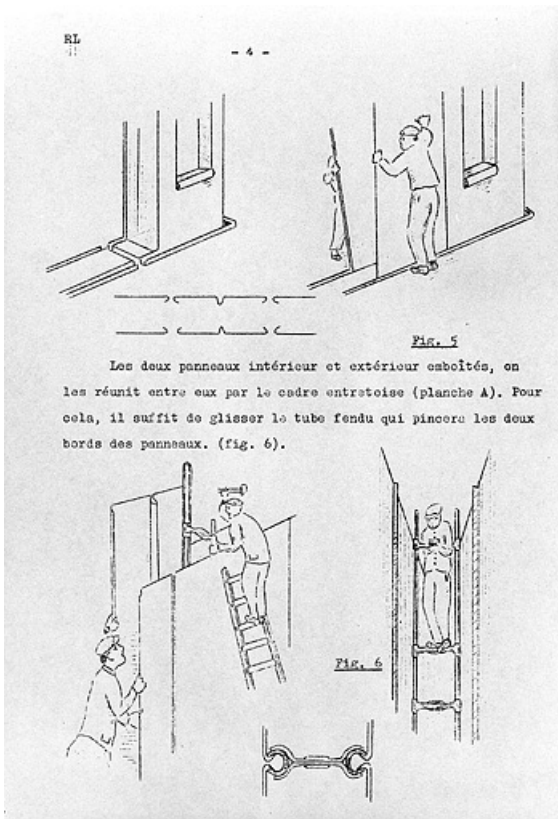 RL
- 4 -
Fig. 5
Les deux panneaux intérieur et extérieur emboîtés, on
les réunit entre eux par le cadre entretoise (planche A). Pour
cela, il suffit de glisser le tube fendu qui pincera les deux
bords des panneaux. (fig. 6).
Fig. 6